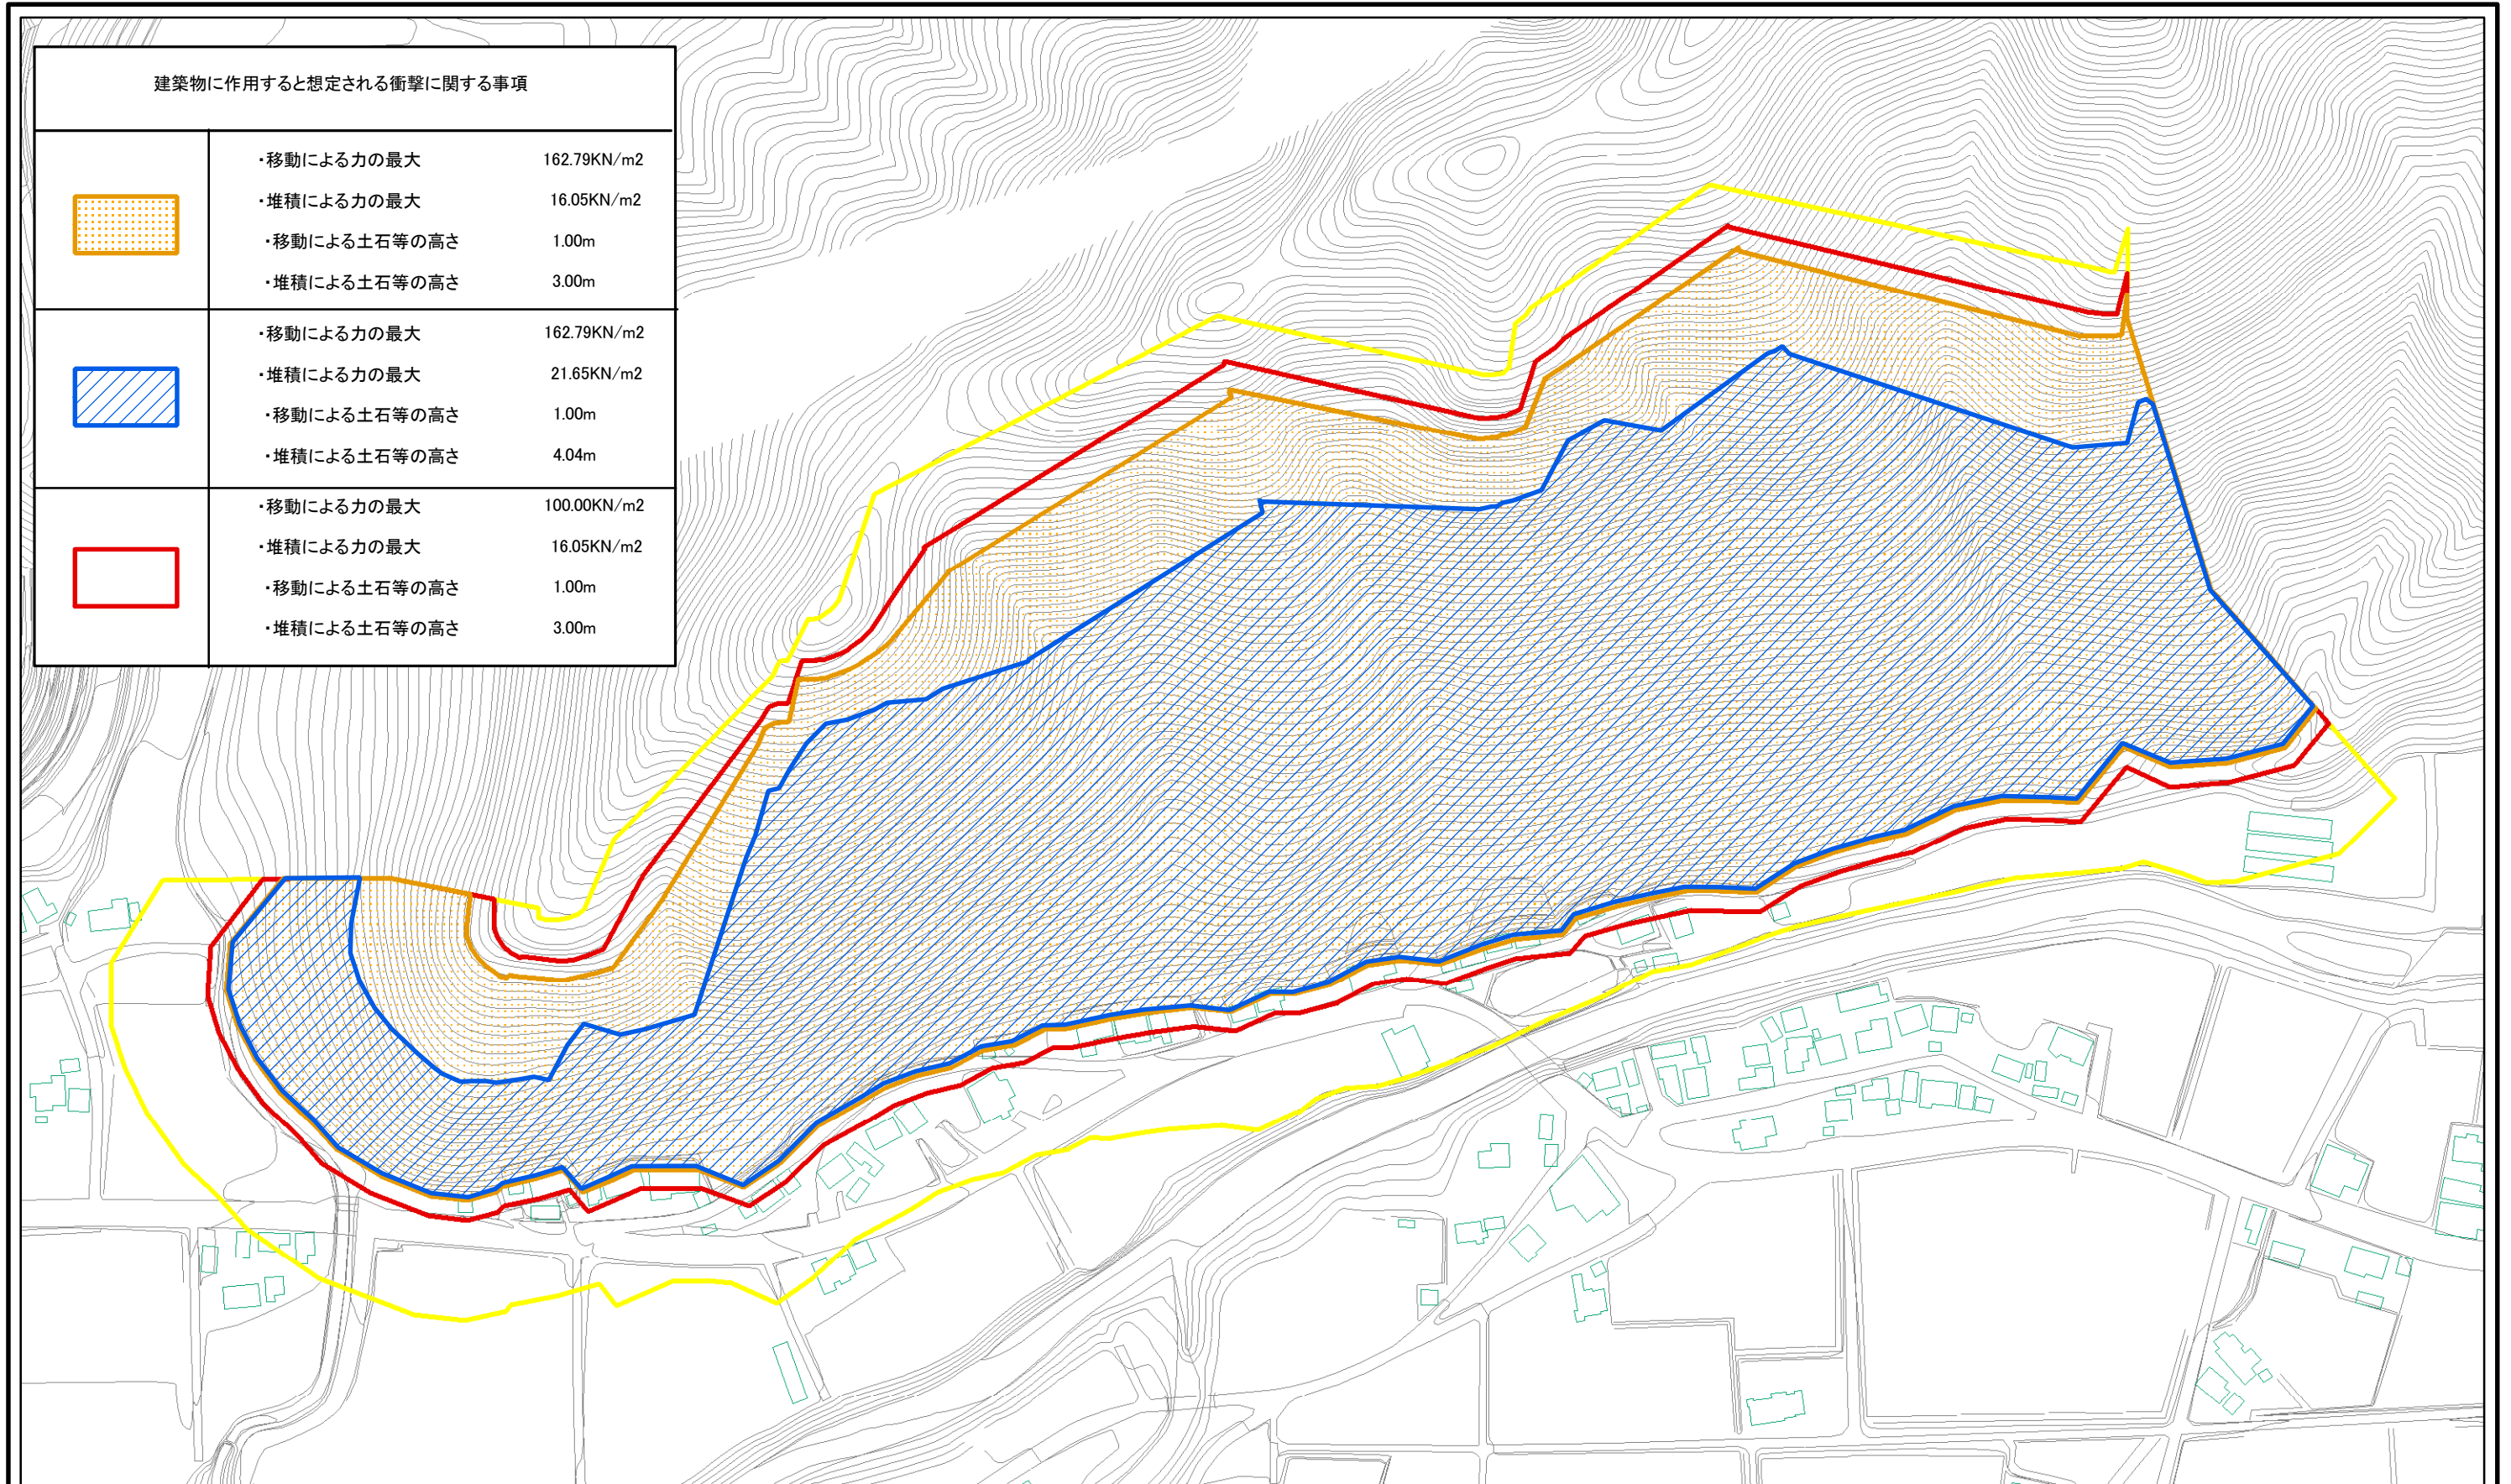 建築物に作用すると想定される衝撃に関する事項
・移動による力の最大 162.79KN/m2
・堆積による力の最大 16.05KN/m2
・移動による土石等の高さ 1.00m
・堆積による土石等の高さ 3.00m
・移動による力の最大 162.79KN/m2
・堆積による力の最大 21.65KN/m2
・移動による土石等の高さ 1.00m
・堆積による土石等の高さ 4.04m
・移動による力の最大 100.00KN/m2
・堆積による力の最大 16.05KN/m2
・移動による土石等の高さ 1.00m
・堆積による土石等の高さ 3.00m